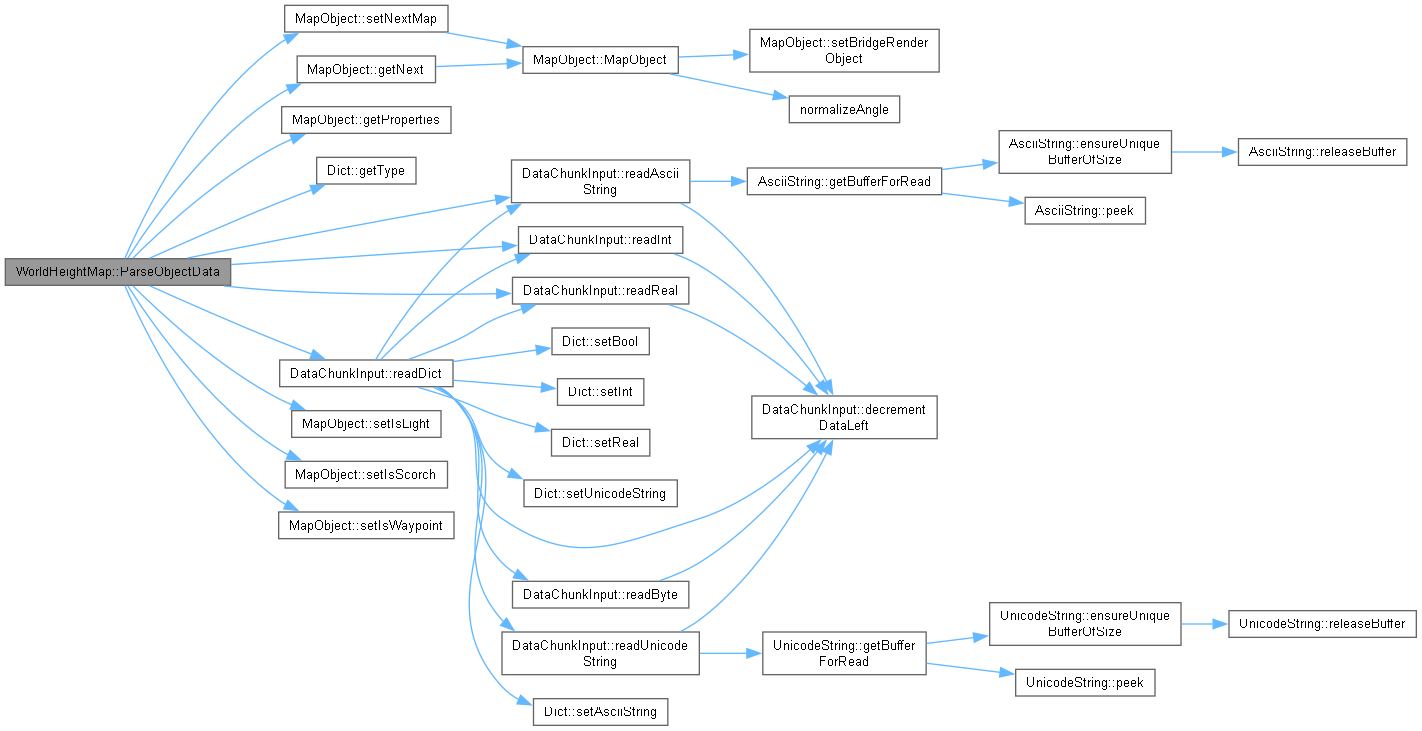 MapObject::setNextMap
MapObject::setBridgeRender
Object
MapObject::MapObject
MapObject::getNext
normalizeAngle
MapObject::getProperties
AsciiString::ensureUnique
BufferOfSize
AsciiString::releaseBuffer
Dict::getType
DataChunkInput::readAscii
String
AsciiString::getBufferForRead
AsciiString::peek
DataChunkInput::readInt
WorldHeightMap::ParseObjectData
DataChunkInput::readReal
Dict::setBool
DataChunkInput::readDict
Dict::setInt
DataChunkInput::decrement
DataLeft
MapObject::setIsLight
Dict::setReal
MapObject::setIsScorch
Dict::setUnicodeString
MapObject::setIsWaypoint
DataChunkInput::readByte
UnicodeString::ensureUnique
BufferOfSize
UnicodeString::releaseBuffer
DataChunkInput::readUnicode
String
UnicodeString::getBuffer
ForRead
UnicodeString::peek
Dict::setAsciiString